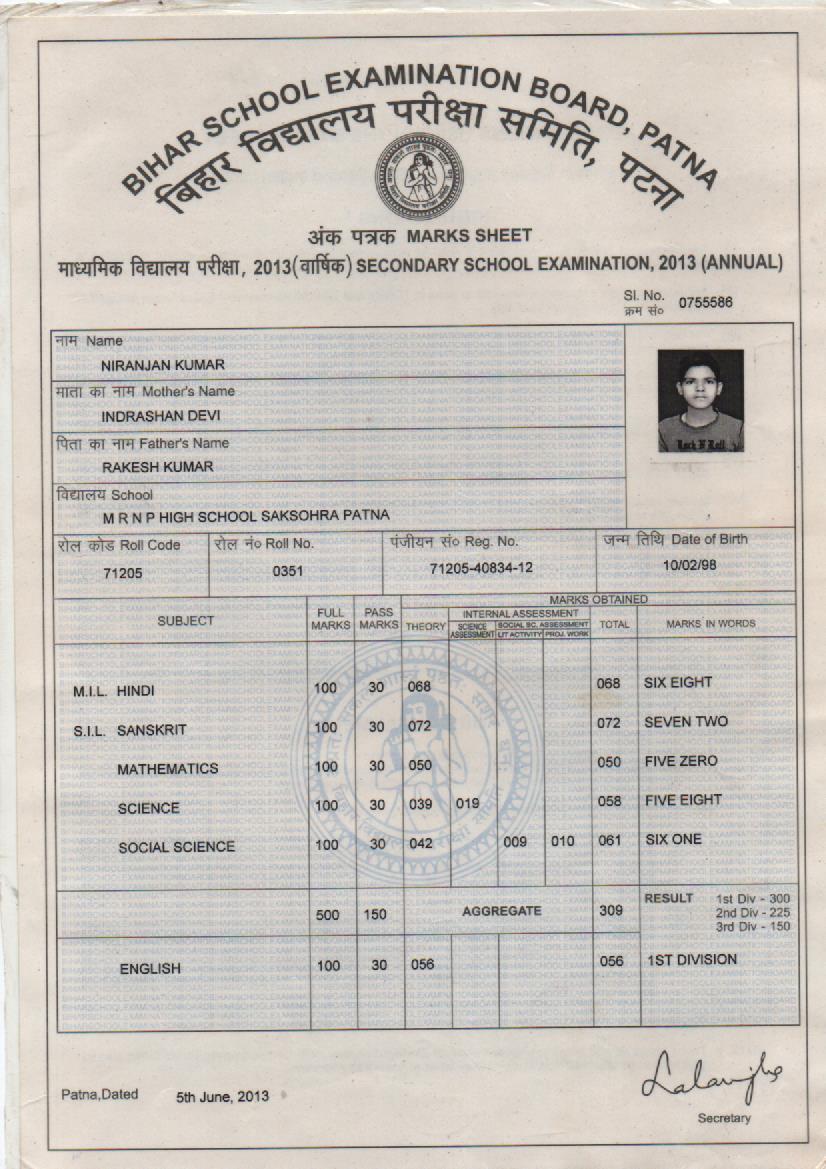 BIHAR SCHOOL EXAMINATION BOARD, PATNA
बिहार विद्यालय परीक्षा समिति, पटना
अंक पत्रक MARKS SHEET
माध्यमिक विद्यालय परीक्षा, 2013(वार्षिक) SECONDARY SCHOOL EXAMINATION, 2013 (ANNUAL)
Sl. No.
क्रम सं० 0755586
नाम Name
NIRANJAN KUMAR
माता का नाम Mother's Name
INDRASHAN DEVI
पिता का नाम Father's Name
RAKESH KUMAR
Rock N Roll
विद्यालय School
M R N P HIGH SCHOOL SAKSOHRA PATNA
रोल कोड Roll Code रोल नं० Roll No. पंजीयन सं० Reg. No. जन्म तिथि Date of Birth
71205 0351 71205-40834-12 10/02/98
MARKS OBTAINED
SUBJECT FULL MARKS PASS MARKS THEORY INTERNAL ASSESSMENT TOTAL MARKS IN WORDS
SCIENCE ASSESSMENT SOCIAL SC. ASSESSMENT
LIT ACTIVITY PROJ. WORK
M.I.L. HINDI 100 30 068 068 SIX EIGHT
S.I.L. SANSKRIT 100 30 072 072 SEVEN TWO
MATHEMATICS 100 30 050 050 FIVE ZERO
SCIENCE 100 30 039 019 058 FIVE EIGHT
SOCIAL SCIENCE 100 30 042 009 010 061 SIX ONE
500 150 AGGREGATE 309 RESULT 1st Div - 300
2nd Div - 225
3rd Div - 150
ENGLISH 100 30 056 056 1ST DIVISION
Patna,Dated 5th June, 2013
Secretary